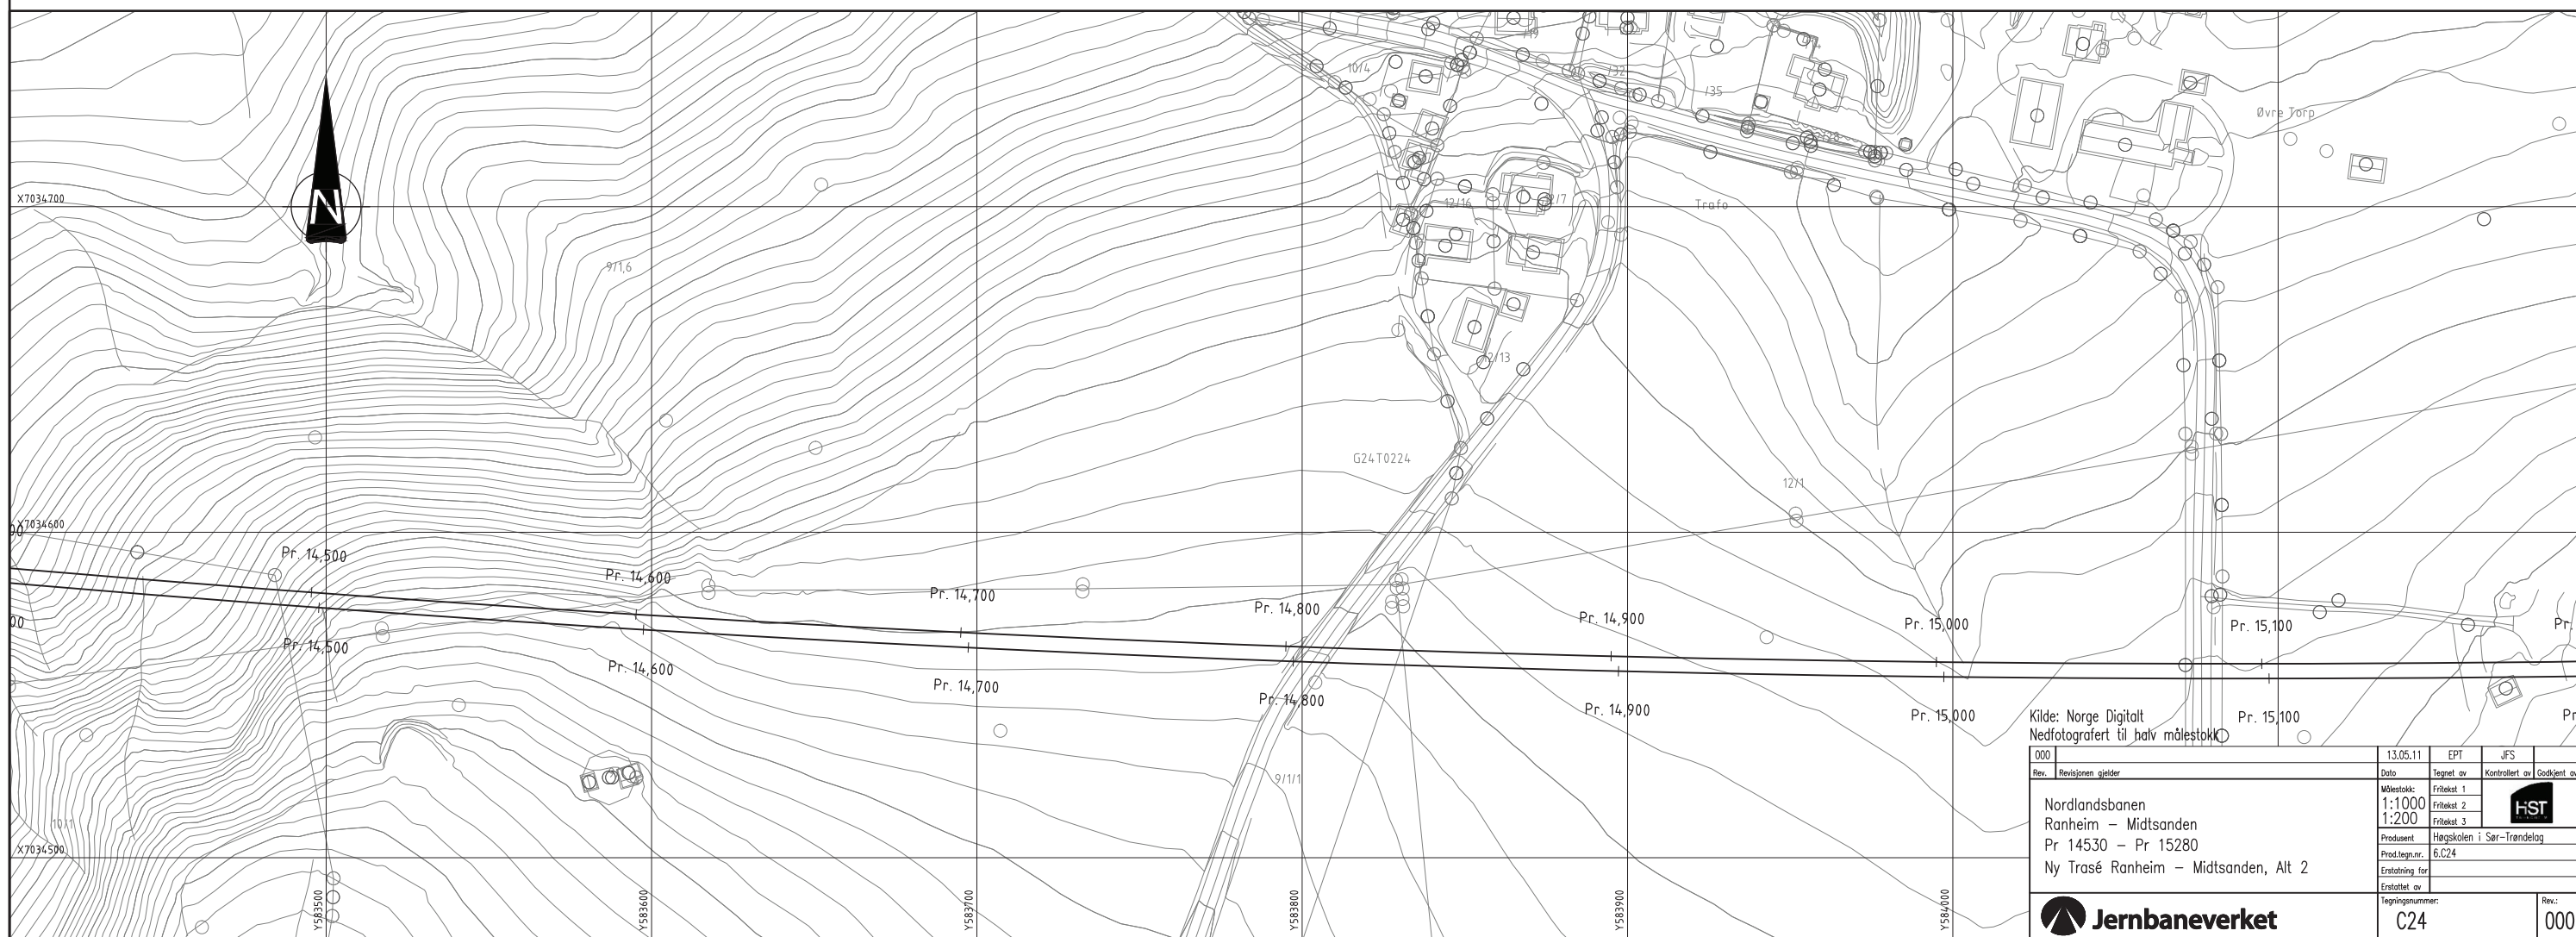 10/4
/32
/35
Øvre Torp
X7034700
N
12/16
Trafo
9/1,6
12/13
G24T0224
12/1
X7034600
Pr. 14,500
Pr. 14,600
Pr. 14,700
Pr. 14,800
Pr. 14,900
Pr. 15,000
Pr. 15,100
Pr.
Pr. 14,500
Pr. 14,600
Pr. 14,700
Pr. 14,800
Pr. 14,900
Pr. 15,000
Pr. 15,100
9/1/1
10/1
X7034500
Y583500
Y583600
Y583700
Y583800
Y583900
Y584000
Kilde: Norge Digitalt
Nedfotografert til halv målestokk
000 13.05.11 EPT JFS
Rev. Revisjonen gjelder Dato Tegnet av Kontrollert av Godkjent av
Nordlandsbanen
Ranheim – Midtsanden
Pr 14530 – Pr 15280
Ny Trasé Ranheim – Midtsanden, Alt 2
Målestokk:
1:1000
1:200
Fritekst 1
Fritekst 2
Fritekst 3
HiST
Produsent Høgskolen i Sør-Trøndelag
Prod.tegn.nr. 6.C24
Erstatning for
Erstattet av
Jernbaneverket
Tegningsnummer:
C24
Rev.:
000